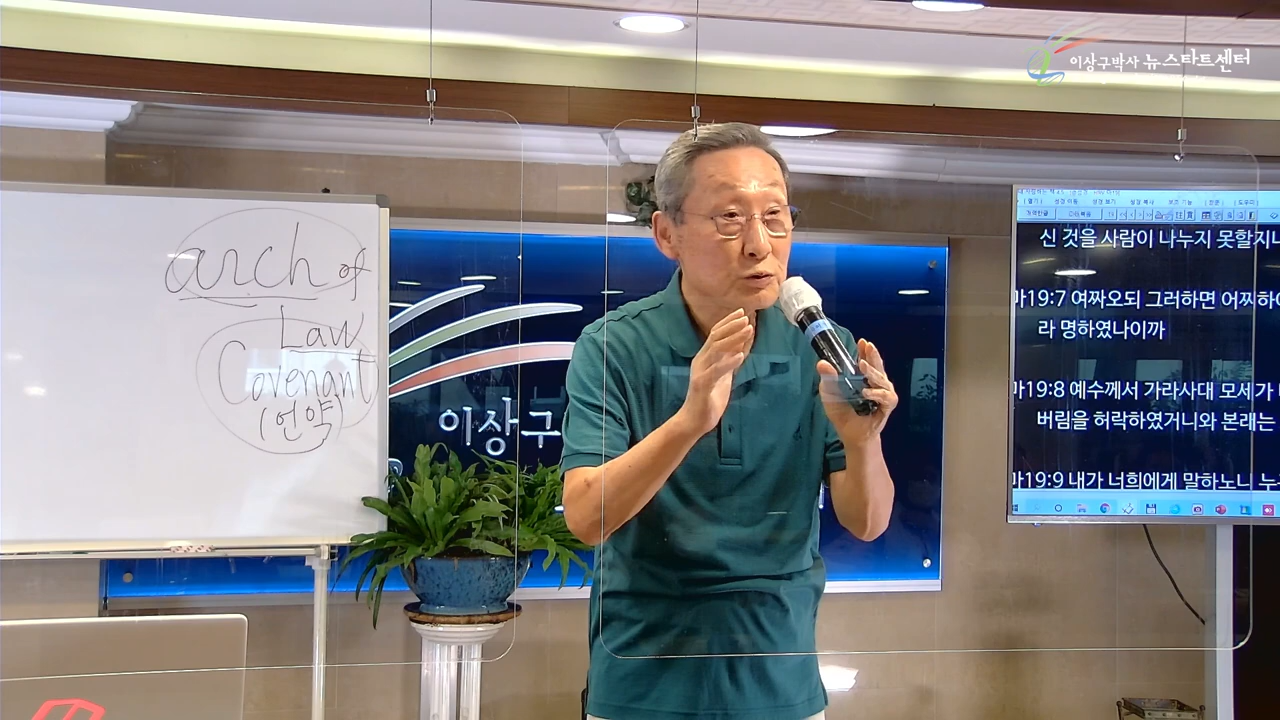 이상구박사 뉴스타트센터
arch of
Law
Covenant
(언약)
이상구
신 것을 사람이 나누지 못할지니
마19:7 여짜오되 그러하면 어찌하여
라 명하였나이까
마19:8 예수께서 가라사대 모세가
버림을 허락하였거니와 본래는
마19:9 내가 너희에게 말하노니 누